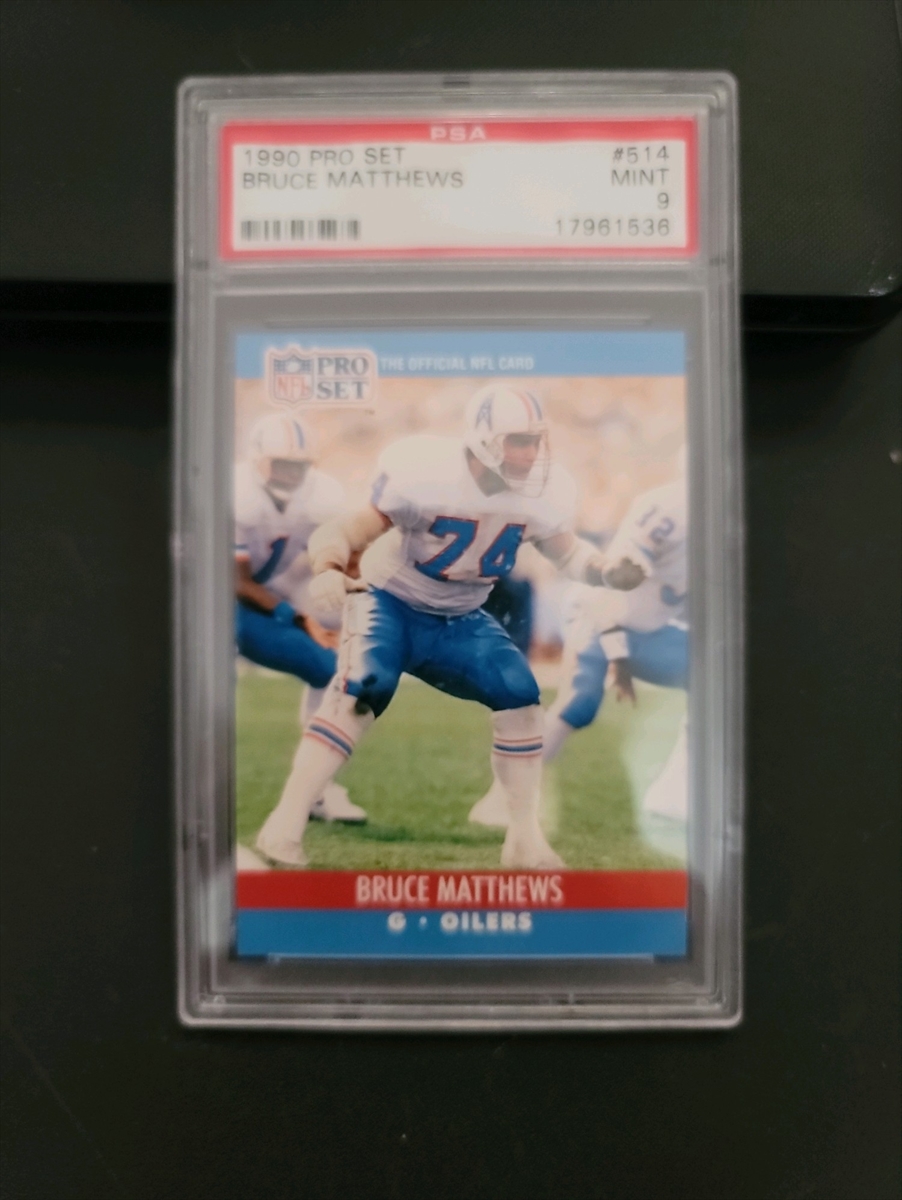 PSA
1990 PRO SET #514
BRUCE MATTHEWS MINT
9
17961536
NFL PRO SET THE OFFICIAL NFL CARD
74
1
12
BRUCE MATTHEWS
G · OILERS